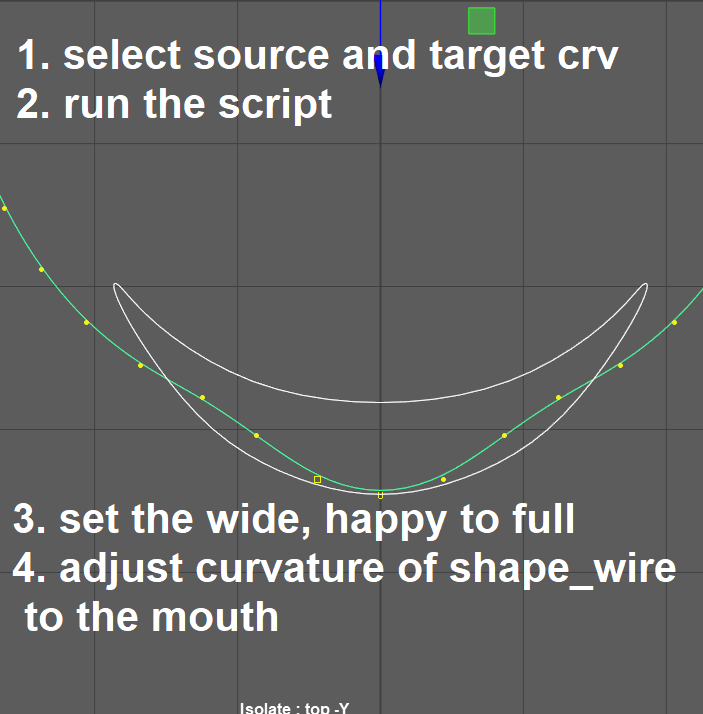 1. select source and target crv
2. run the script
3. set the wide, happy to full
4. adjust curvature of shape_wire
to the mouth
Isolate : top -Y